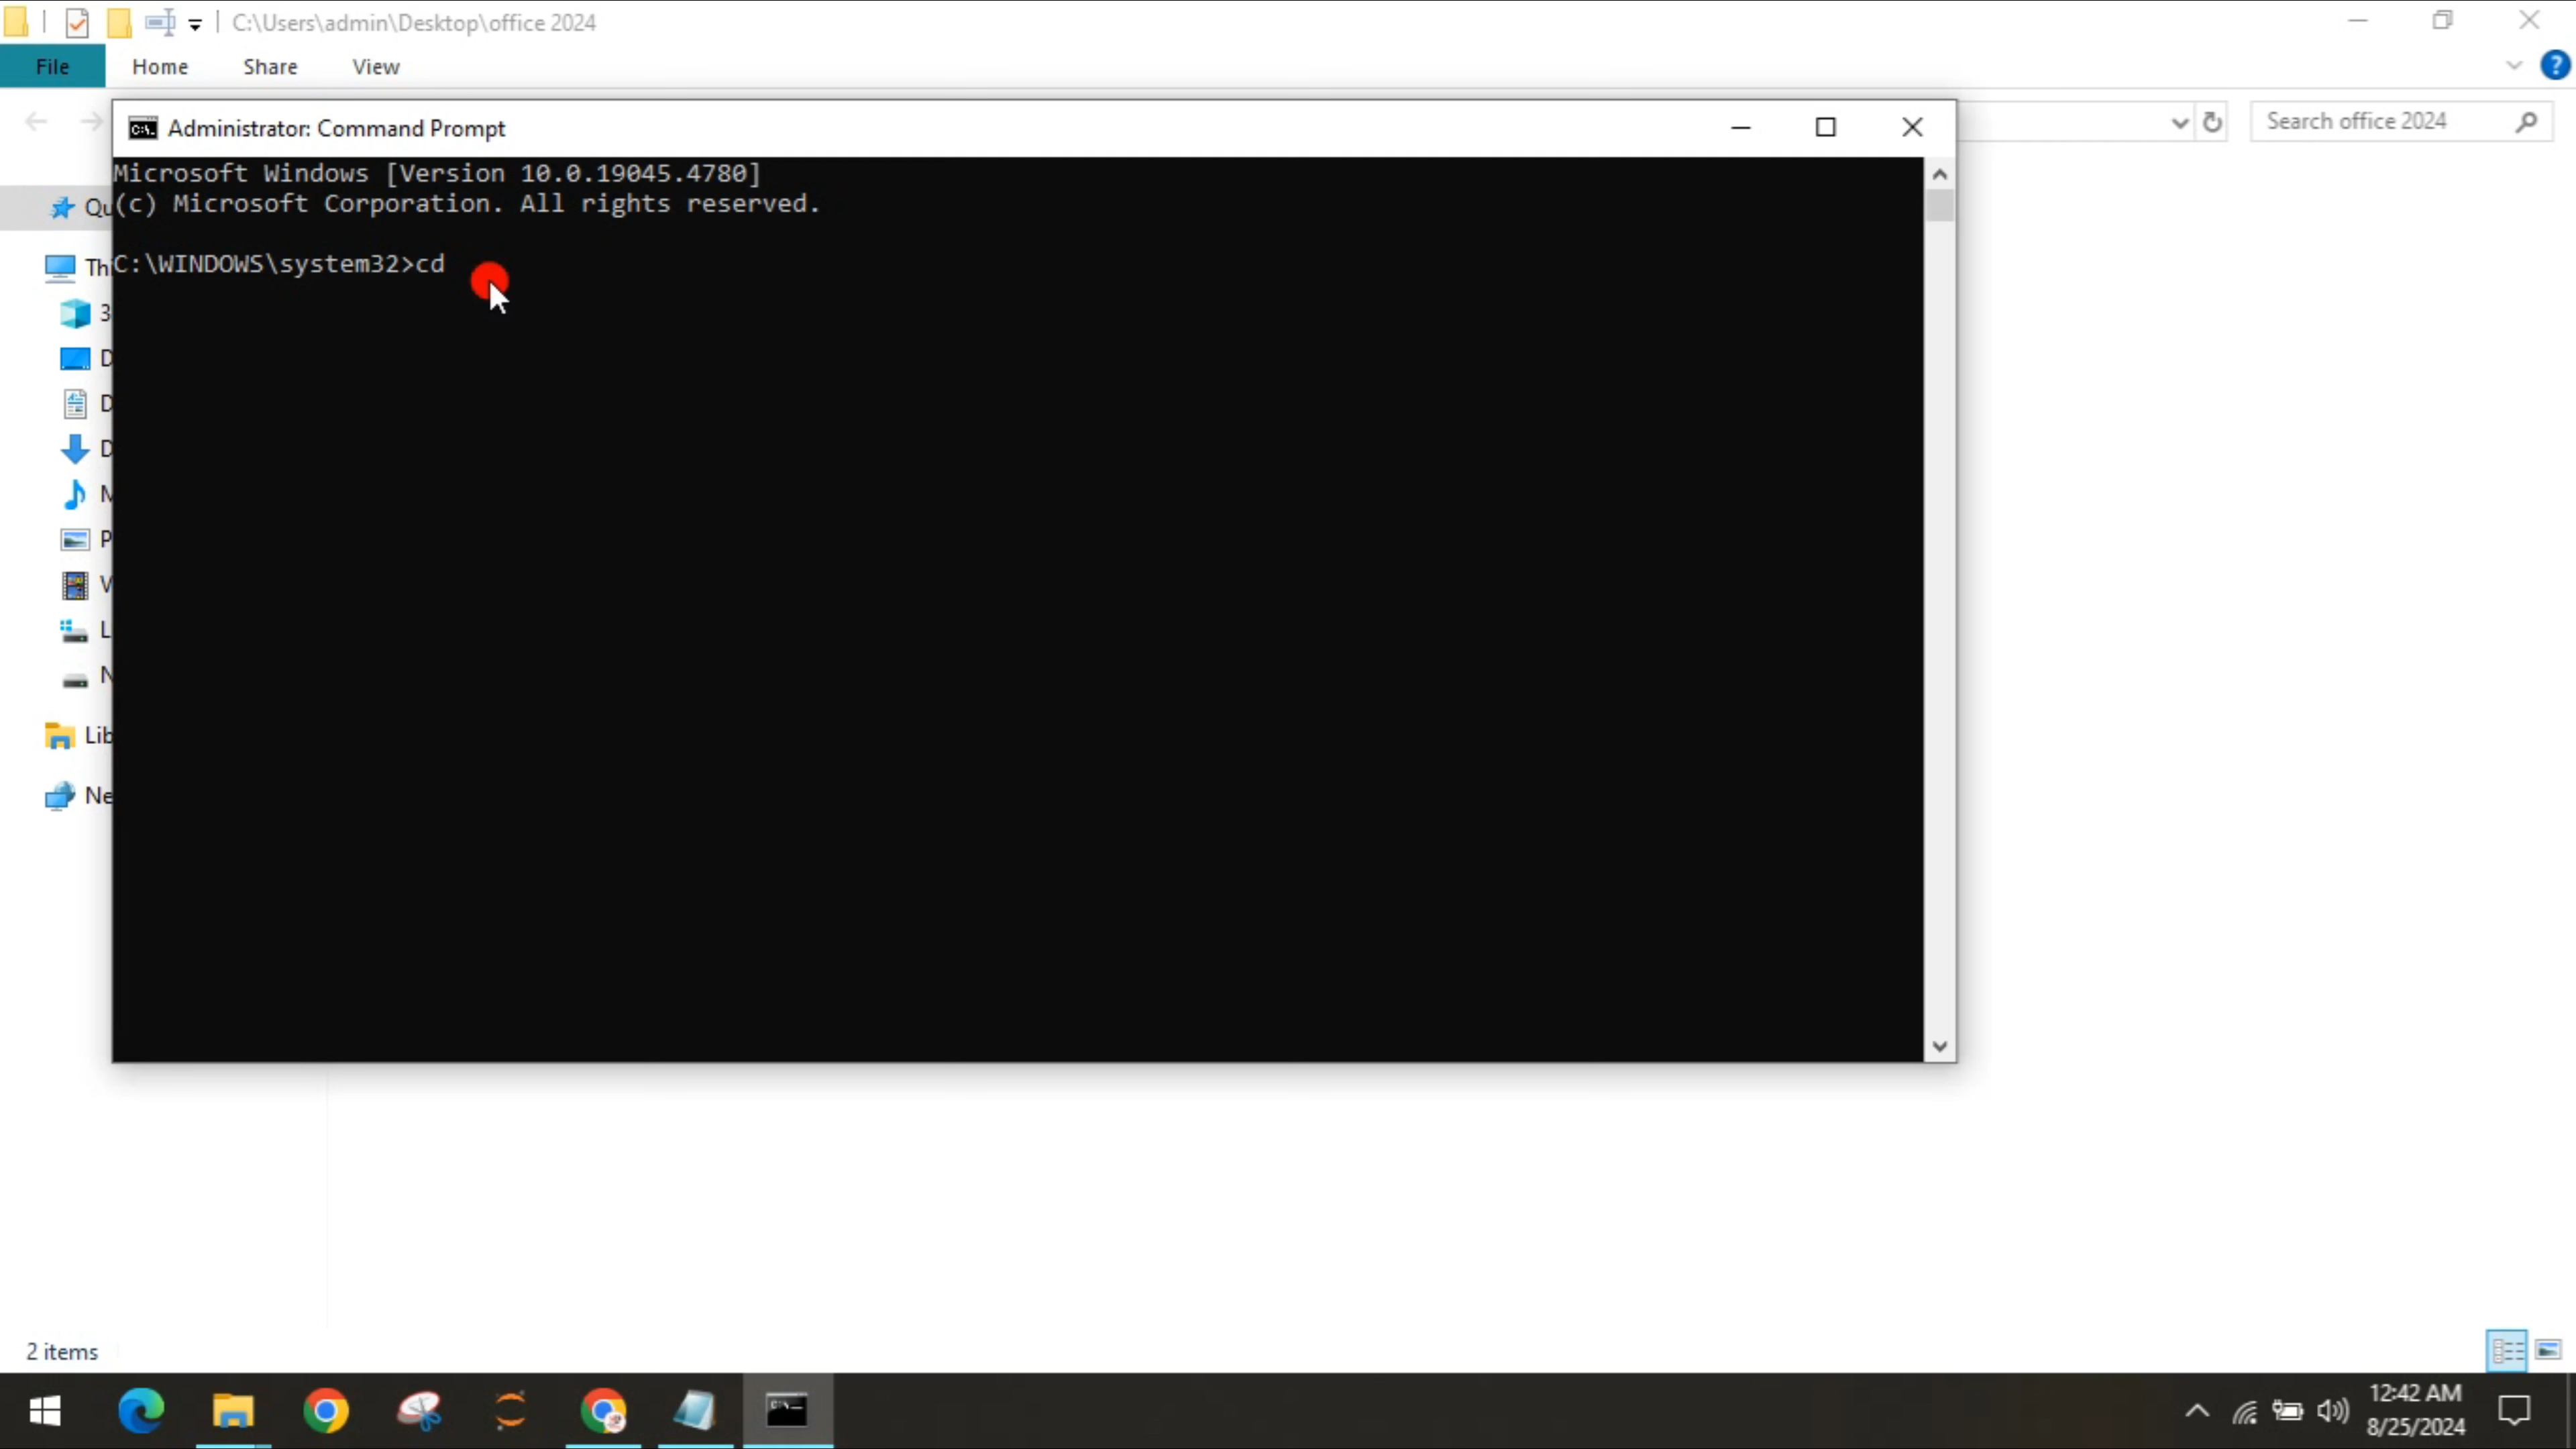 C:\Users\admin\Desktop\office 2024
File Home Share View
Search office 2024
Administrator: Command Prompt
Microsoft Windows [Version 10.0.19045.4780]
(c) Microsoft Corporation. All rights reserved.
C:\WINDOWS\system32>cd
Qu
Thi
3
D
D
D
M
P
V
L
N
Lib
Ne
2 items
12:42 AM
8/25/2024